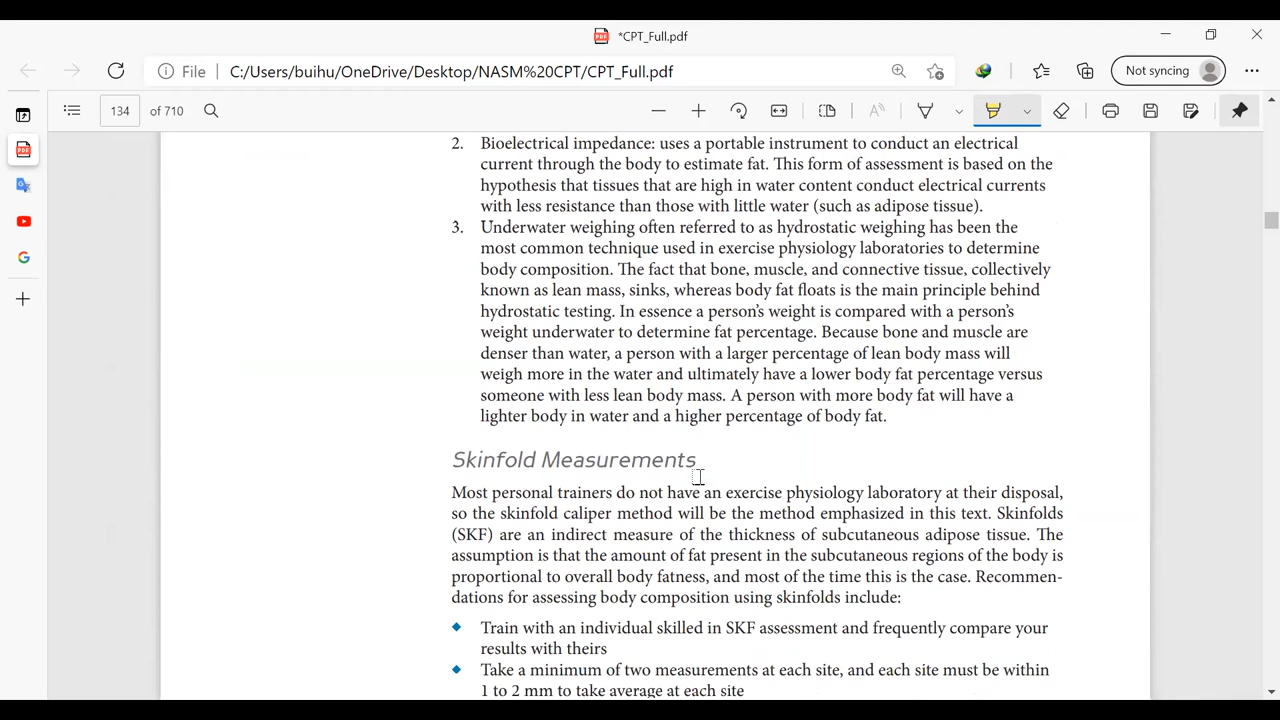 *CPT_Full.pdf
File C:/Users/buihu/OneDrive/Desktop/NASM%20CPT/CPT_Full.pdf
Not syncing
134 of 710
2. Bioelectrical impedance: uses a portable instrument to conduct an electrical
current through the body to estimate fat. This form of assessment is based on the
hypothesis that tissues that are high in water content conduct electrical currents
with less resistance than those with little water (such as adipose tissue).
3. Underwater weighing often referred to as hydrostatic weighing has been the
most common technique used in exercise physiology laboratories to determine
body composition. The fact that bone, muscle, and connective tissue, collectively
known as lean mass, sinks, whereas body fat floats is the main principle behind
hydrostatic testing. In essence a person's weight is compared with a person's
weight underwater to determine fat percentage. Because bone and muscle are
denser than water, a person with a larger percentage of lean body mass will
weigh more in the water and ultimately have a lower body fat percentage versus
someone with less lean body mass. A person with more body fat will have a
lighter body in water and a higher percentage of body fat.
Skinfold Measurements
Most personal trainers do not have an exercise physiology laboratory at their disposal,
so the skinfold caliper method will be the method emphasized in this text. Skinfolds
(SKF) are an indirect measure of the thickness of subcutaneous adipose tissue. The
assumption is that the amount of fat present in the subcutaneous regions of the body is
proportional to overall body fatness, and most of the time this is the case. Recommen-
dations for assessing body composition using skinfolds include:
Train with an individual skilled in SKF assessment and frequently compare your
results with theirs
Take a minimum of two measurements at each site, and each site must be within
1 to 2 mm to take average at each site